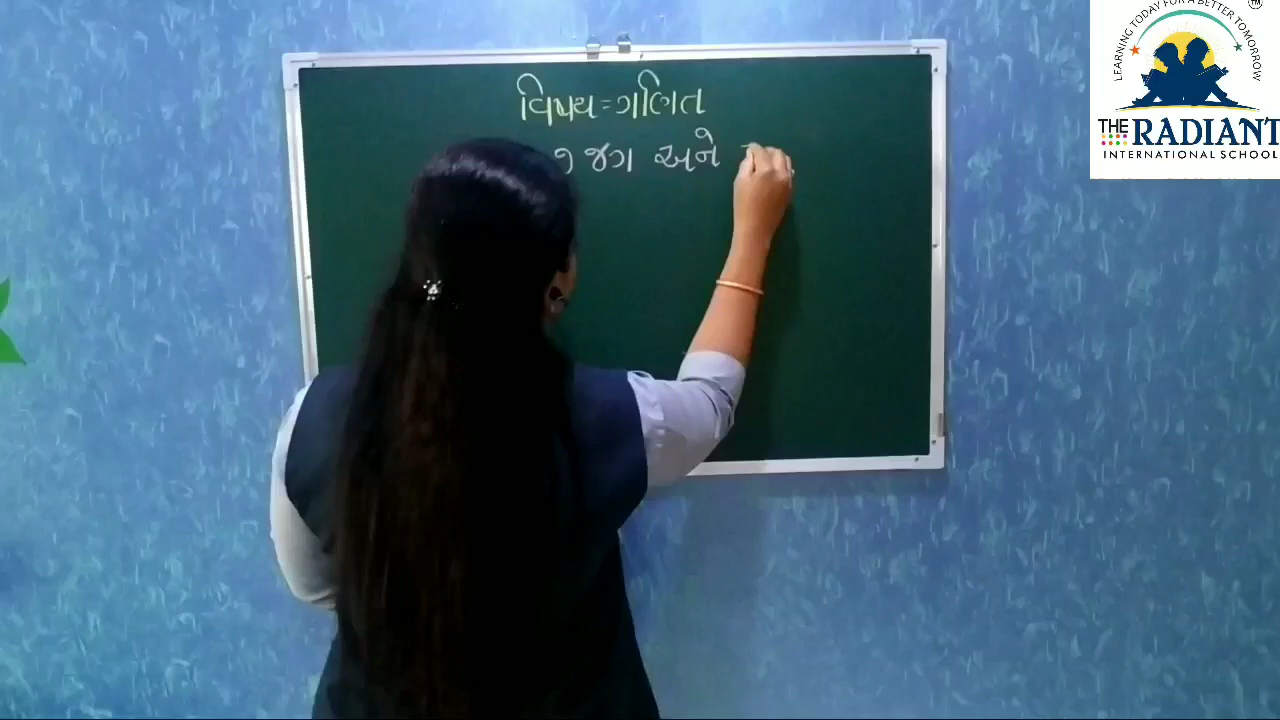 વિષય = ગણિત
જગ અને
LEARNING TODAY FOR A BETTER TOMORROW
THE RADIANT
INTERNATIONAL SCHOOL